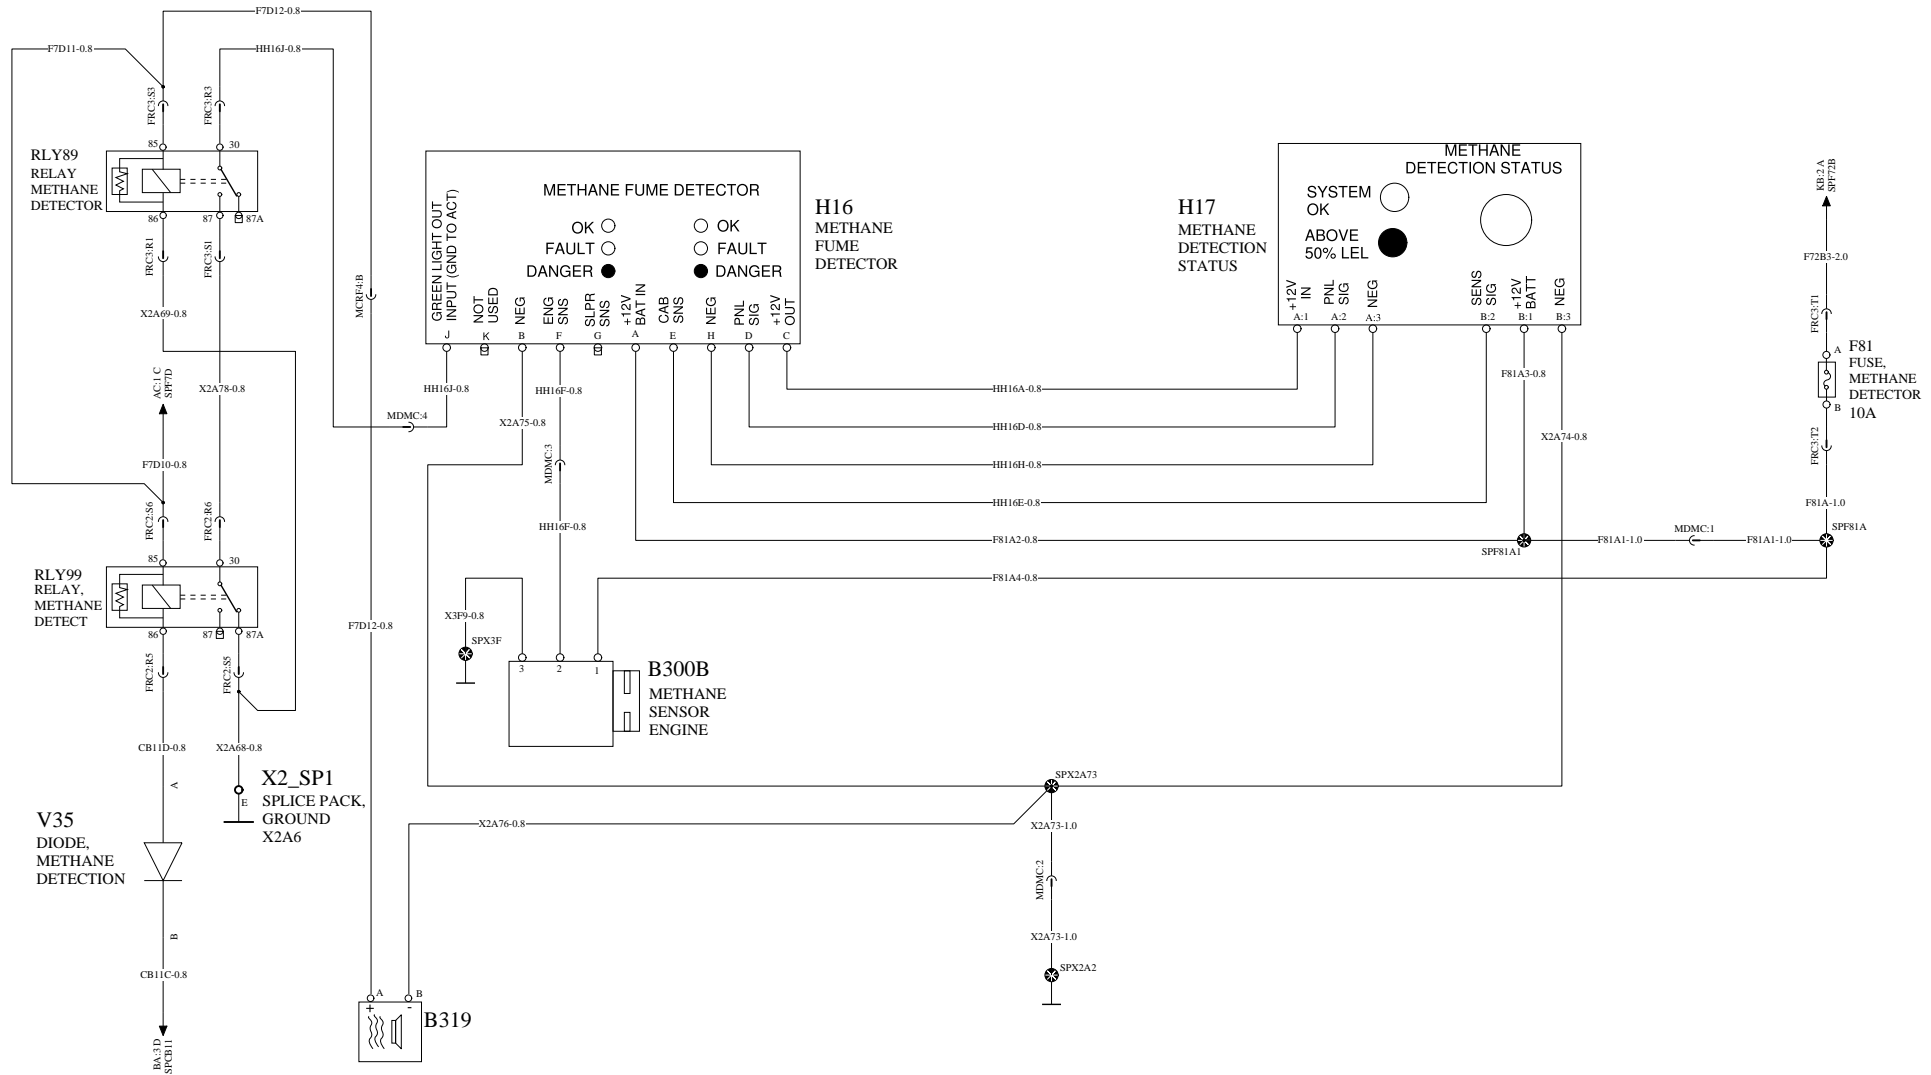 F7D12-0.8
F7D11-0.8
HH16J-0.8
FRC3:S3
FRC3:R3
85
30
RLY89
RELAY
METHANE
DETECTOR
86
87
87A
FRC3:R1
FRC3:S1
X2A69-0.8
MCRF4:B
AC:1 C
SPF7D
X2A78-0.8
F7D10-0.8
FRC2:S6
FRC2:R6
85
30
RLY99
RELAY,
METHANE
DETECT
86
87
87A
FRC2:R5
FRC2:S5
CB11D-0.8
X2A68-0.8
A
X2_SP1
E
SPLICE PACK,
GROUND
X2A6
V35
DIODE,
METHANE
DETECTION
B
CB11C-0.8
BA:3 D
SPCB11
F7D12-0.8
METHANE FUME DETECTOR
OK
FAULT
DANGER
OK
FAULT
DANGER
GREEN LIGHT OUT
INPUT (GND TO ACT)
NOT
USED
NEG
ENG
SNS
SLPR
SNS
+12V
BAT IN
CAB
SNS
NEG
PNL
SIG
+12V
OUT
J
K
B
F
G
A
E
H
D
C
H16
METHANE
FUME
DETECTOR
HH16J-0.8
MDMC:4
X2A75-0.8
HH16F-0.8
MDMC:3
HH16F-0.8
H17
METHANE
DETECTION
STATUS
METHANE
DETECTION STATUS
SYSTEM
OK
ABOVE
50% LEL
+12V
IN
PNL
SIG
NEG
SENS
SIG
+12V
BATT
NEG
A:1
A:2
A:3
B:2
B:1
B:3
HH16A-0.8
HH16D-0.8
HH16H-0.8
HH16E-0.8
F81A2-0.8
F81A4-0.8
F81A3-0.8
X2A74-0.8
SPF81A1
F81A1-1.0
MDMC:1
F81A1-1.0
SPF81A
KB:2 A
SPF72B
F72B3-2.0
FRC3:T1
A
F81
FUSE,
METHANE
DETECTOR
10A
B
FRC3:T2
F81A-1.0
X3F9-0.8
SPX3F
3
2
1
B300B
METHANE
SENSOR
ENGINE
SPX2A73
X2A76-0.8
X2A73-1.0
MDMC:2
X2A73-1.0
SPX2A2
A
B
+
-
B319